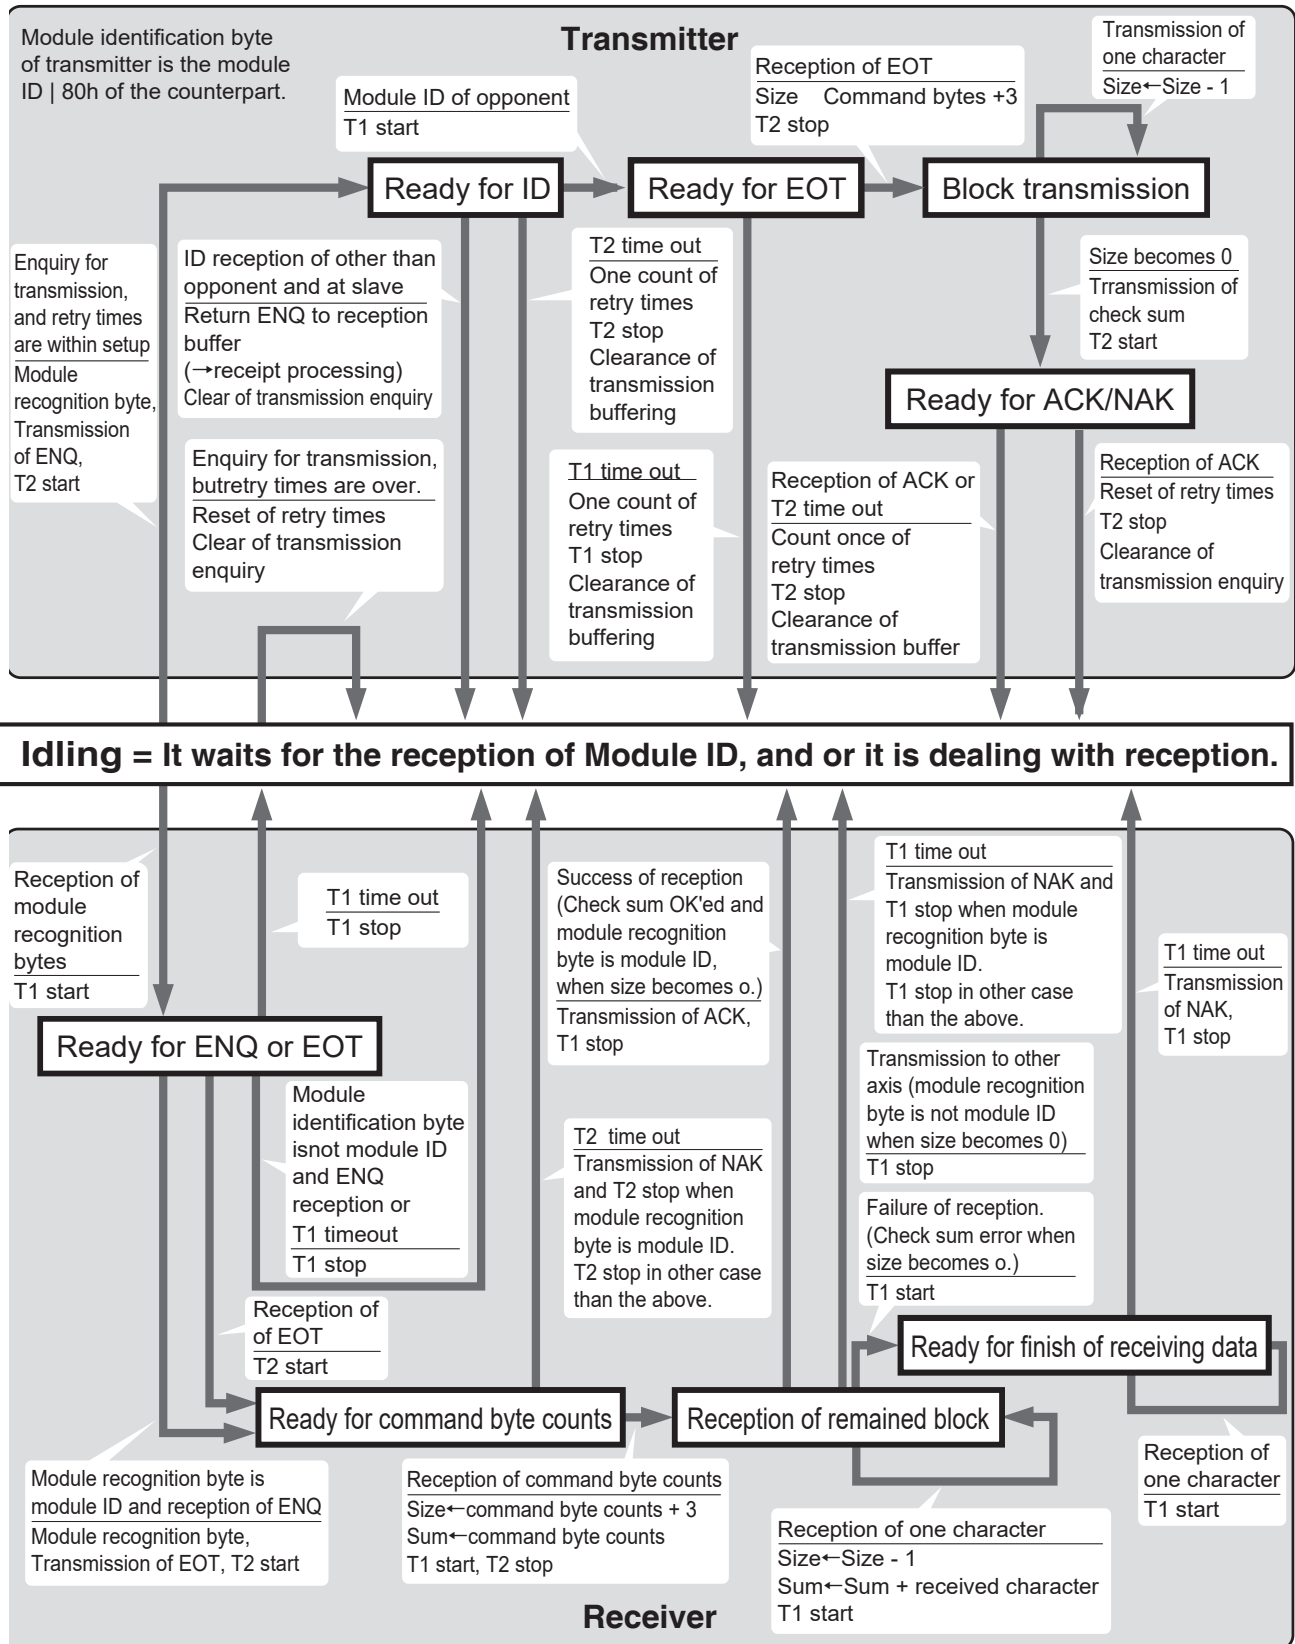 Module identification byte
of transmitter is the module
ID | 80h of the counterpart.
Transmitter
Transmission of
one character
Size←Size - 1
Reception of EOT
Size Command bytes +3
T2 stop
Module ID of opponent
T1 start
Ready for ID
Ready for EOT
Block transmission
Enquiry for
transmission,
and retry times
are within setup
Module
recognition byte,
Transmission
of ENQ,
T2 start
ID reception of other than
opponent and at slave
Return ENQ to reception
buffer
(→receipt processing)
Clear of transmission enquiry
T2 time out
One count of
retry times
T2 stop
Clearance of
transmission
buffering
Size becomes 0
Trransmission of
check sum
T2 start
Ready for ACK/NAK
Enquiry for transmission,
butretry times are over.
Reset of retry times
Clear of transmission
enquiry
T1 time out
One count of
retry times
T1 stop
Clearance of
transmission
buffering
Reception of ACK or
T2 time out
Count once of
retry times
T2 stop
Clearance of
transmission buffer
Reception of ACK
Reset of retry times
T2 stop
Clearance of
transmission enquiry
Idling = It waits for the reception of Module ID, and or it is dealing with reception.
Reception of
module
recognition
bytes
T1 start
T1 time out
T1 stop
Success of reception
(Check sum OK'ed and
module recognition
byte is module ID,
when size becomes o.)
Transmission of ACK,
T1 stop
T1 time out
Transmission of NAK and
T1 stop when module
recognition byte is
module ID.
T1 stop in other case
than the above.
T1 time out
Transmission
of NAK,
T1 stop
Ready for ENQ or EOT
Module
identification byte
isnot module ID
and ENQ
reception or
T1 timeout
T1 stop
T2 time out
Transmission of NAK
and T2 stop when
module recognition
byte is module ID.
T2 stop in other case
than the above.
Transmission to other
axis (module recognition
byte is not module ID
when size becomes 0)
T1 stop
Failure of reception.
(Check sum error when
size becomes o.)
T1 start
Reception of
of EOT
T2 start
Ready for finish of receiving data
Ready for command byte counts
Reception of remained block
Module recognition byte is
module ID and reception of ENQ
Module recognition byte,
Transmission of EOT, T2 start
Reception of command byte counts
Size←command byte counts + 3
Sum←command byte counts
T1 start, T2 stop
Reception of one character
Size←Size - 1
Sum←Sum + received character
T1 start
Reception of
one character
T1 start
Receiver